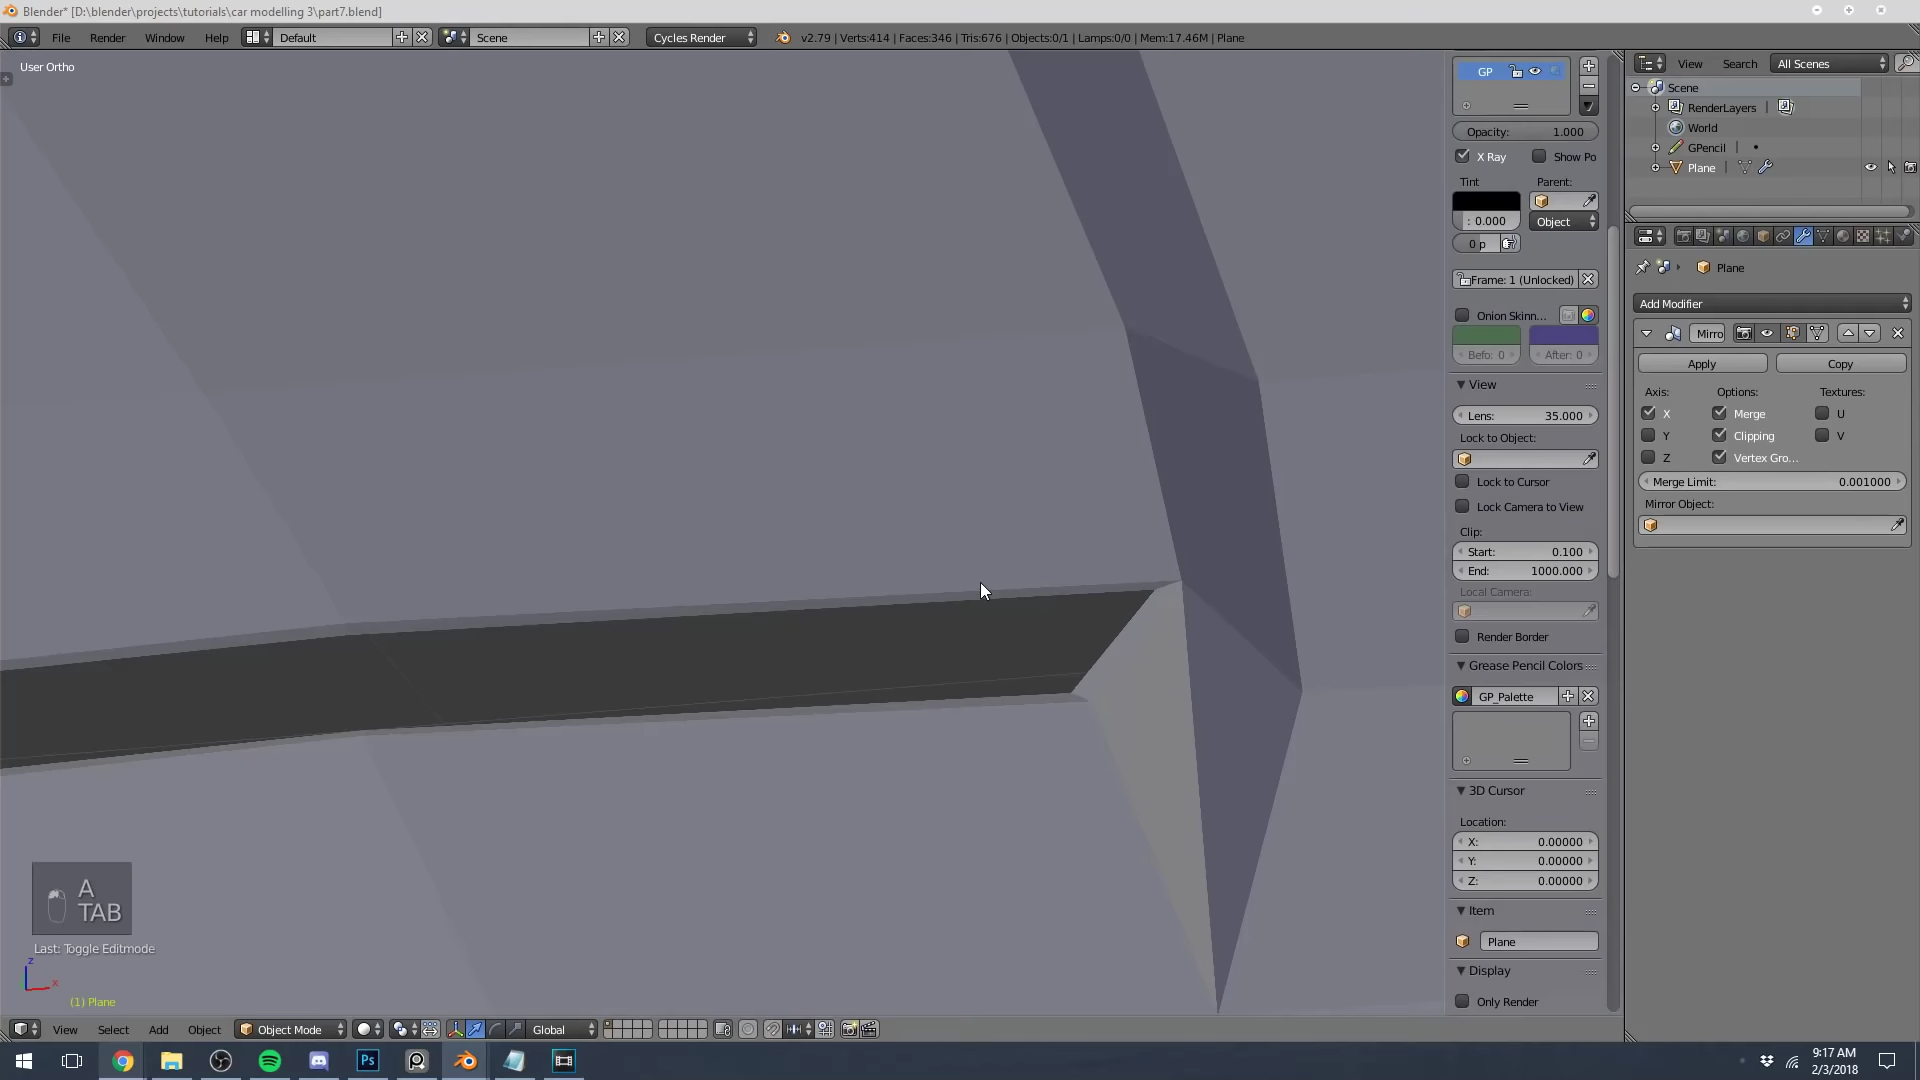 Blender* [D:\blender\projects\tutorials\car modelling 3\part7.blend]
File Render Window Help Default Scene Cycles Render v2.79 | Verts:414 | Faces:346 | Tris:676 | Objects:0/1 | Lamps:0/0 | Mem:17.46M | Plane
User Ortho
GP
Opacity: 1.000
X Ray Show Po
Tint Parent:
: 0.000 Object
0 p
Frame: 1 (Unlocked)
Onion Skinn...
Befo: 0 After: 0
View
Lens: 35.000
Lock to Object:
Lock to Cursor
Lock Camera to View
Clip:
Start: 0.100
End: 1000.000
Local Camera:
Render Border
Grease Pencil Colors
GP_Palette
3D Cursor
Location:
X: 0.00000
Y: 0.00000
Z: 0.00000
Item
Plane
Display
Only Render
View Search All Scenes
Scene
RenderLayers
World
GPencil
Plane
Plane
Add Modifier
Mirro
Apply Copy
Axis: Options: Textures:
X Merge U
Y Clipping V
Z Vertex Gro...
Merge Limit: 0.001000
Mirror Object:
A
TAB
Last: Toggle Editmode
z
x
(1) Plane
View Select Add Object Object Mode Global
Ps
9:17 AM
2/3/2018